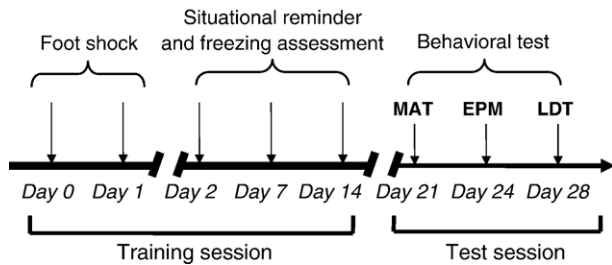 Situational reminder
Foot shock and freezing assessment Behavioral test
MAT EPM LDT
Day 0 Day 1 Day 2 Day 7 Day 14 Day 21 Day 24 Day 28
Training session Test session